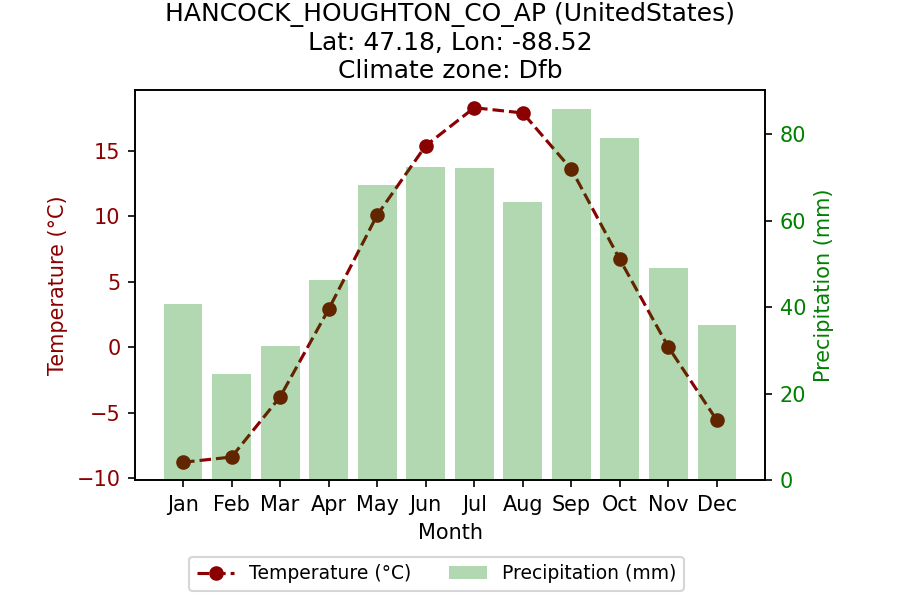 HANCOCK_HOUGHTON_CO_AP (UnitedStates)
Lat: 47.18, Lon: -88.52
Climate zone: Dfb
15
10
5
0
−5
−10
Temperature (°C)
80
60
40
20
0
Precipitation (mm)
Jan Feb Mar Apr May Jun Jul Aug Sep Oct Nov Dec
Month
Temperature (°C) Precipitation (mm)